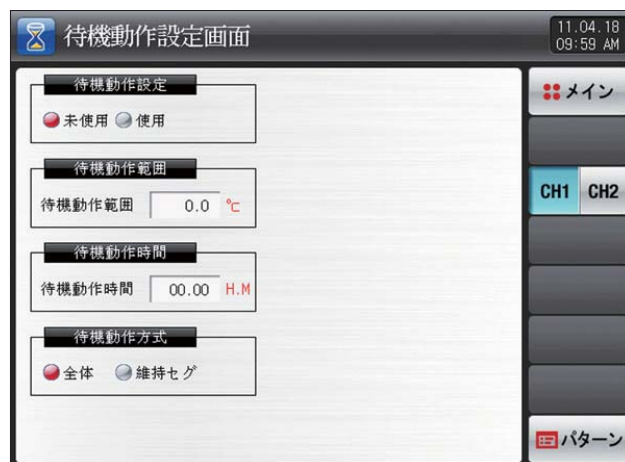 待機動作設定画面
11.04.18
09:59 AM
待機動作設定
未使用 使用
待機動作範囲
待機動作範囲 0.0 ℃
待機動作時間
待機動作時間 00.00 H.M
待機動作方式
全体 維持セグ
メイン
CH1 CH2
パターン